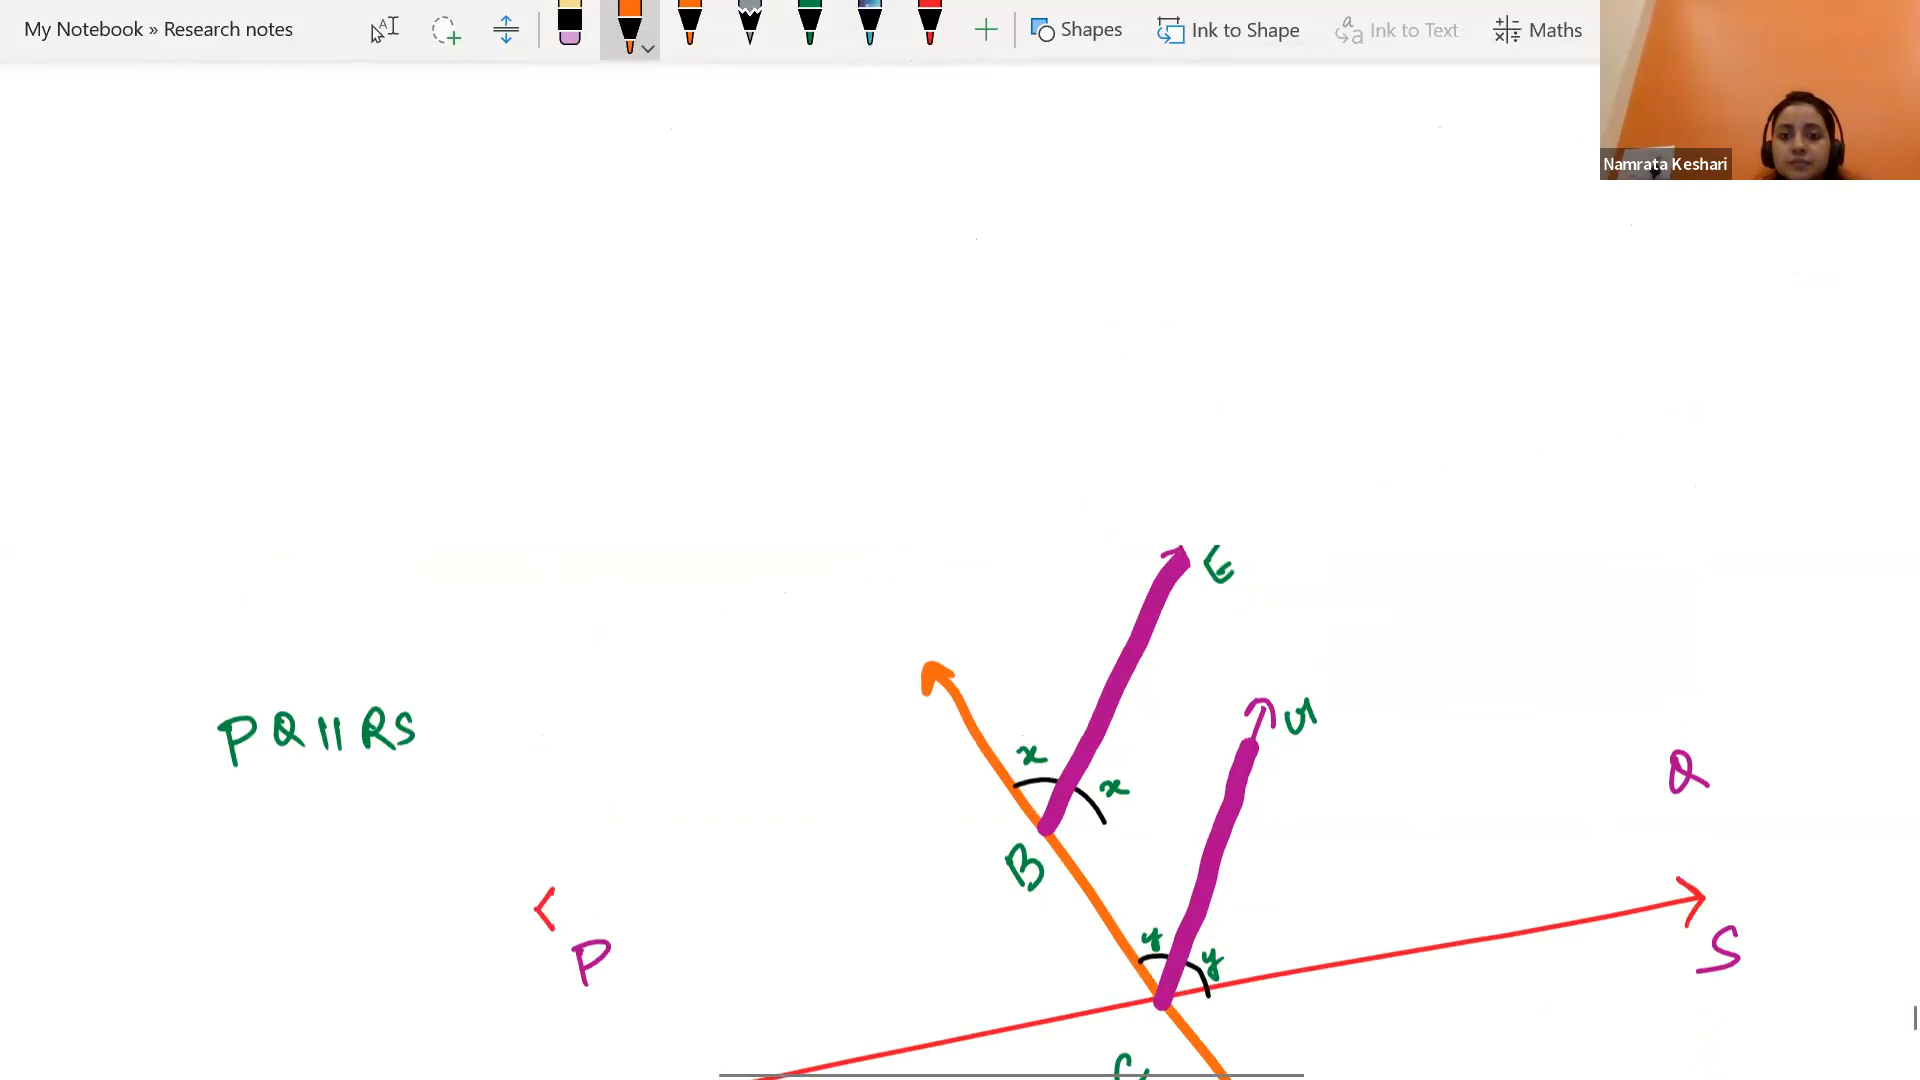 My Notebook » Research notes
Shapes
Ink to Shape
Ink to Text
Maths
Namrata Keshari
E
PQ || RS
x
x
Q
B
y
y
S
P